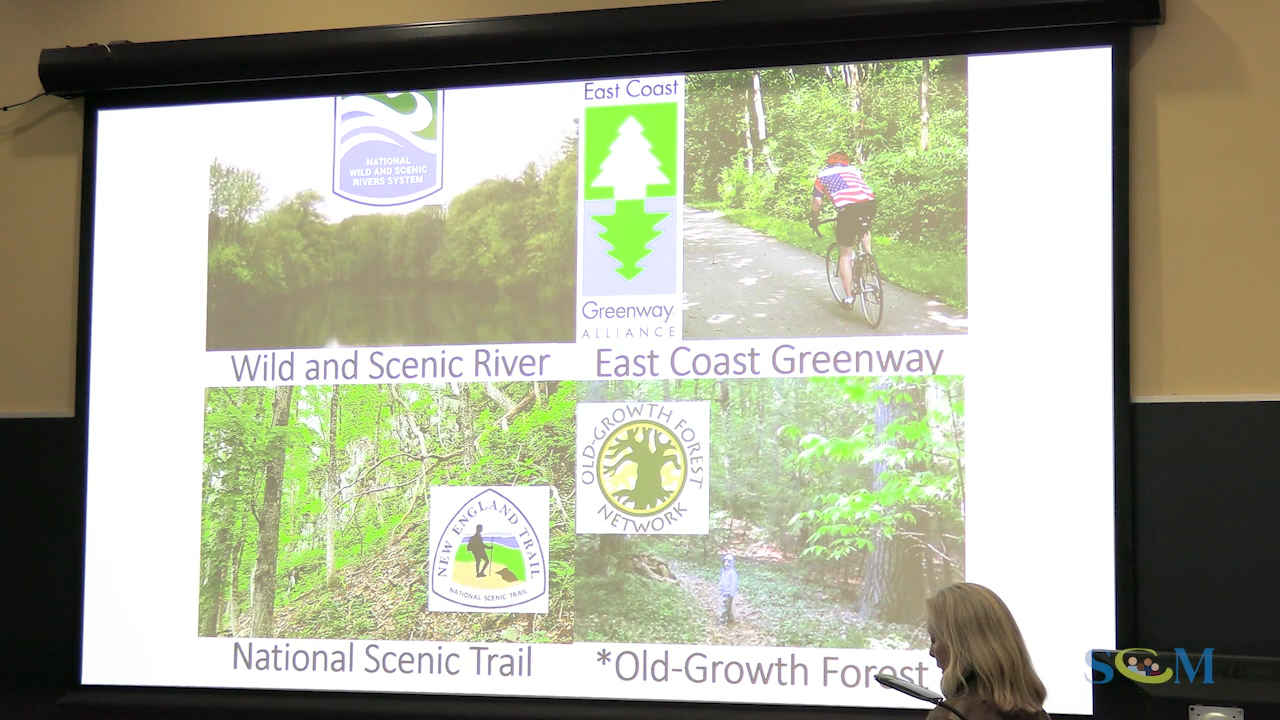 NATIONAL
WILD AND SCENIC
RIVERS SYSTEM
East Coast
Greenway
ALLIANCE
Wild and Scenic River
East Coast Greenway
NEW ENGLAND TRAIL
NATIONAL SCENIC TRAIL
OLD-GROWTH FOREST
NETWORK
National Scenic Trail
*Old-Growth Forest
SCM